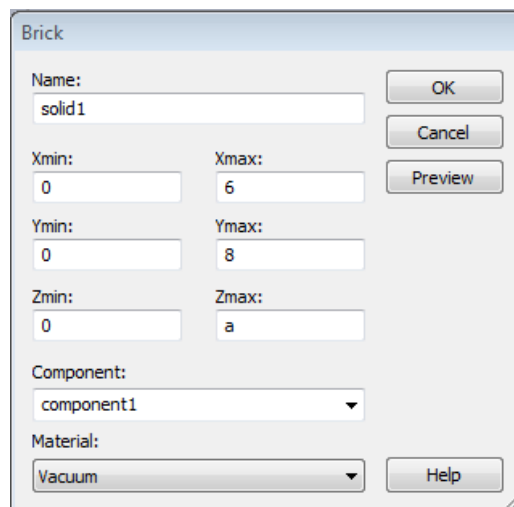 Brick
Name:
solid1
OK
Cancel
Preview
Xmin:
Xmax:
0
6
Ymin:
Ymax:
0
8
Zmin:
Zmax:
0
a
Component:
component1
Material:
Vacuum
Help